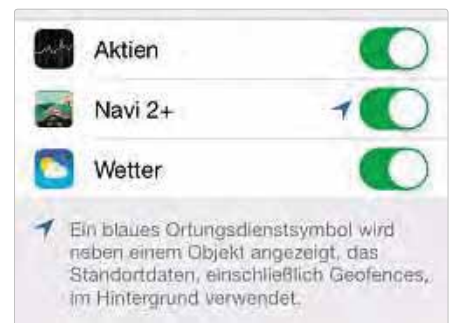 Aktien
Navi 2+
Wetter
Ein blaues Ortungsdienstsymbol wird
neben einem Objekt angezeigt, das
Standortdaten, einschließlich Geofences,
im Hintergrund verwendet.